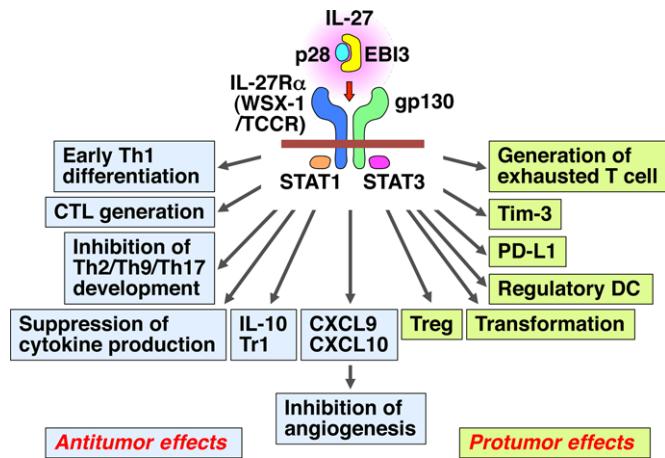 IL-27
p28
EBI3
IL-27Rα
(WSX-1
/TCCR)
gp130
STAT1
STAT3
Early Th1
differentiation
CTL generation
Inhibition of
Th2/Th9/Th17
development
Suppression of
cytokine production
IL-10
Tr1
CXCL9
CXCL10
Inhibition of
angiogenesis
Generation of
exhausted T cell
Tim-3
PD-L1
Regulatory DC
Treg
Transformation
Antitumor effects
Protumor effects